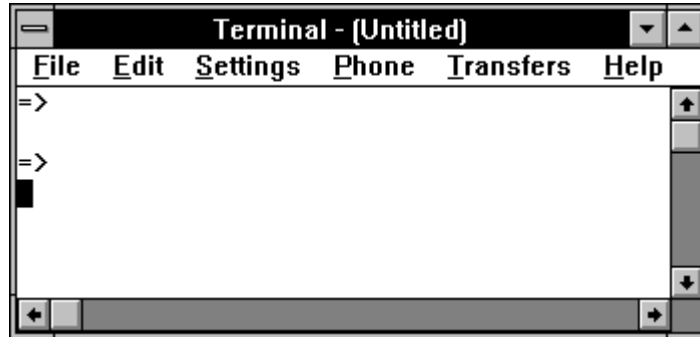 Terminal - (Untitled)
File Edit Settings Phone Transfers Help
=>
=>